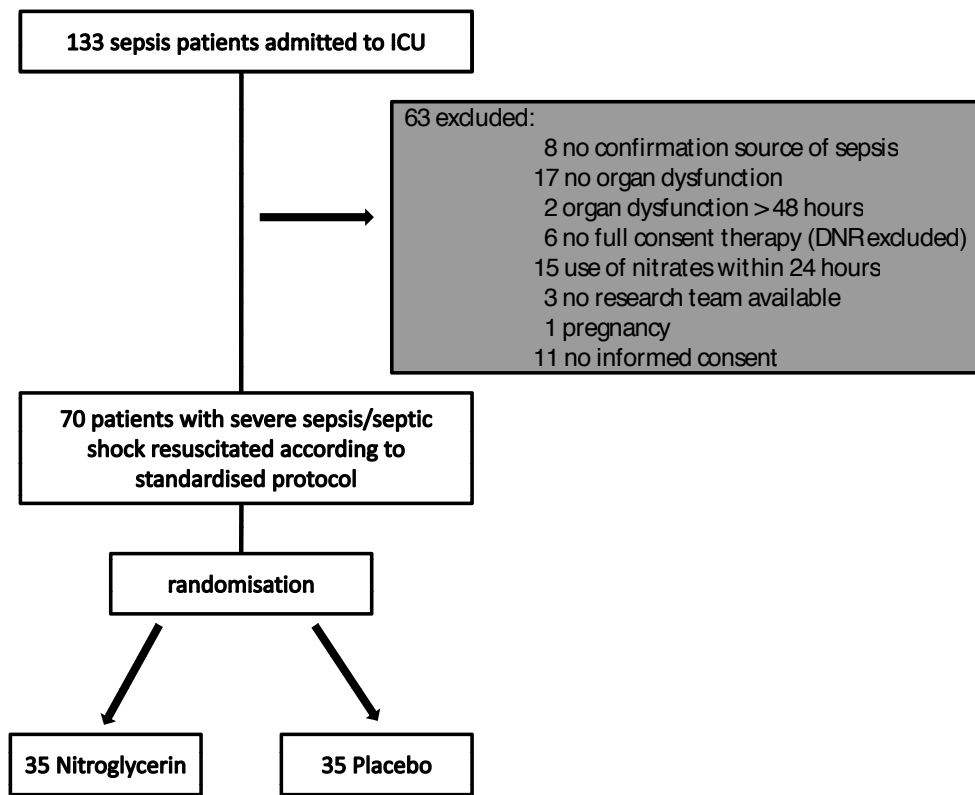 133 sepsis patients admitted to ICU
63 excluded:
8 no confirmation source of sepsis
17 no organ dysfunction
2 organ dysfunction > 48 hours
6 no full consent therapy (DNR excluded)
15 use of nitrates within 24 hours
3 no research team available
1 pregnancy
11 no informed consent
70 patients with severe sepsis/septic
shock resuscitated according to
standardised protocol
randomisation
35 Nitroglycerin
35 Placebo